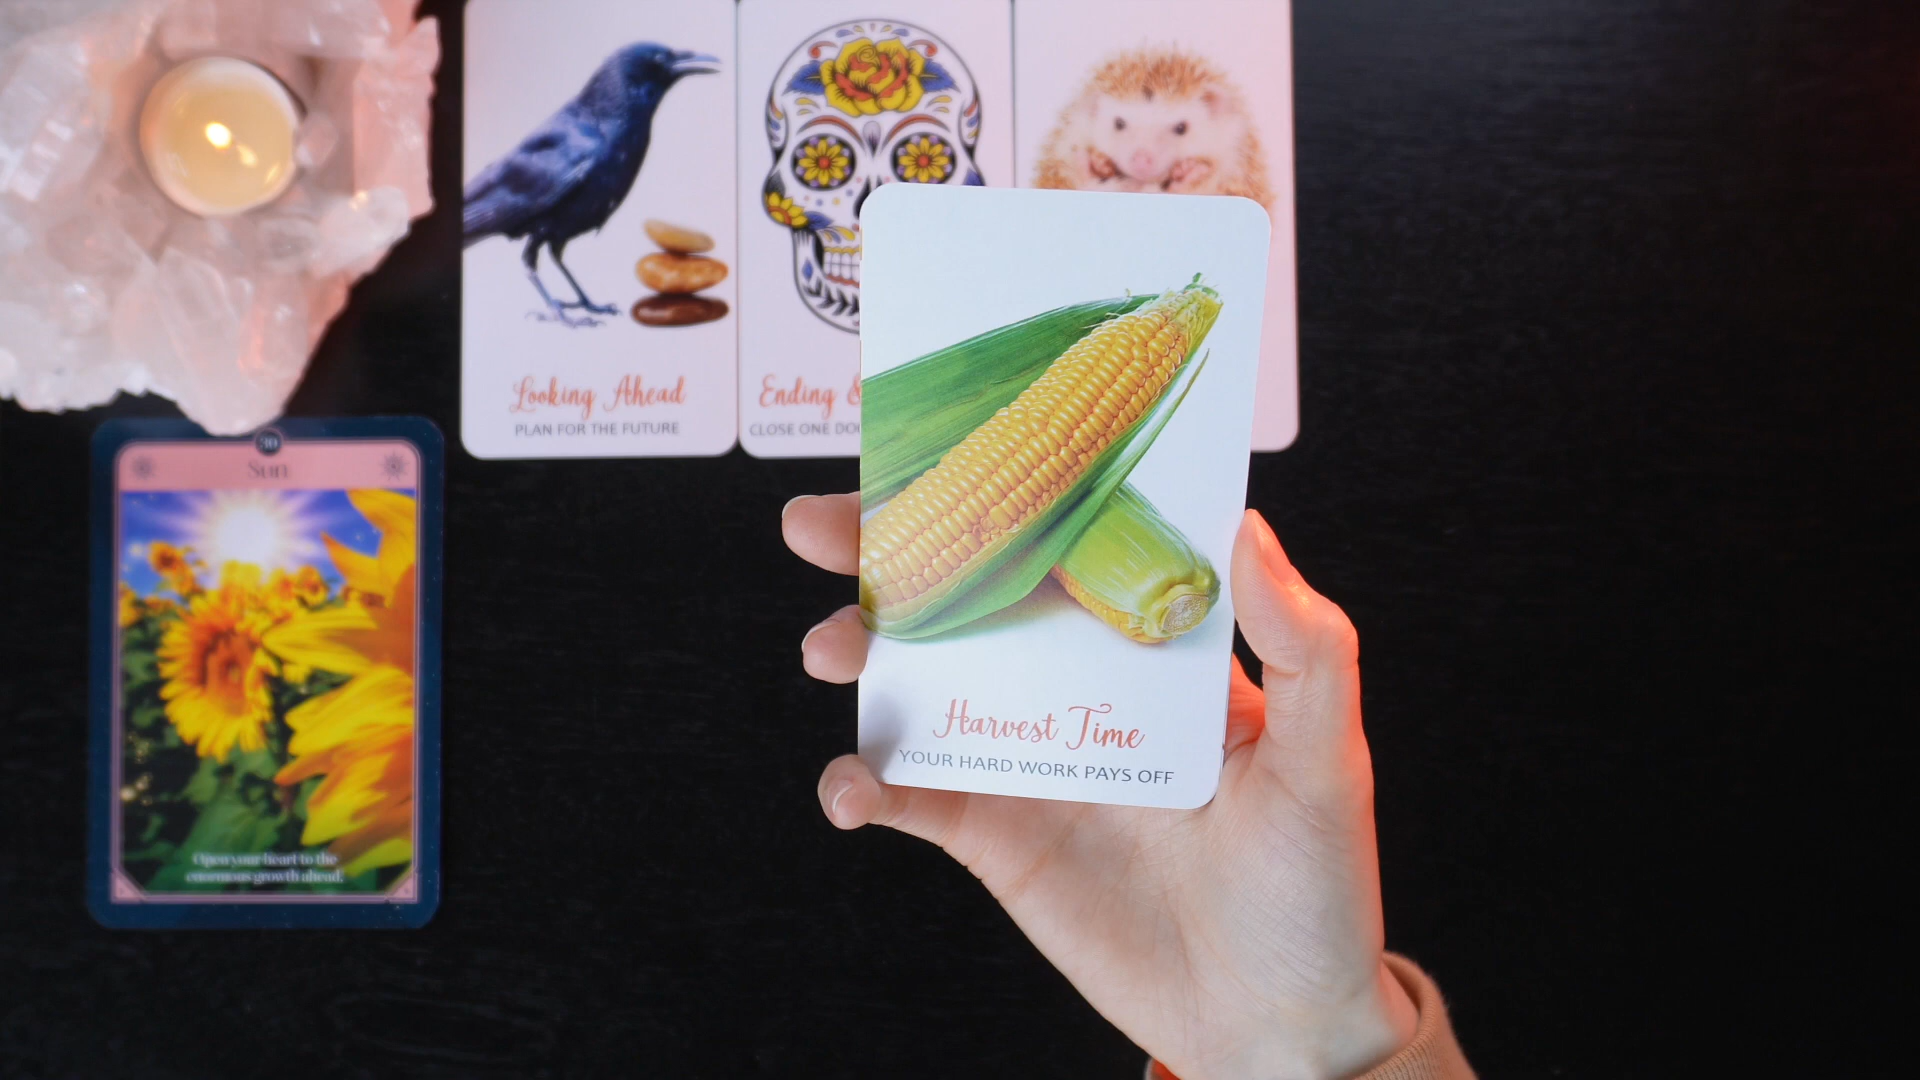 Looking Ahead
PLAN FOR THE FUTURE
Ending &
CLOSE ONE
30
Sun
Open your heart to the
enormous growth ahead.
Harvest Time
YOUR HARD WORK PAYS OFF